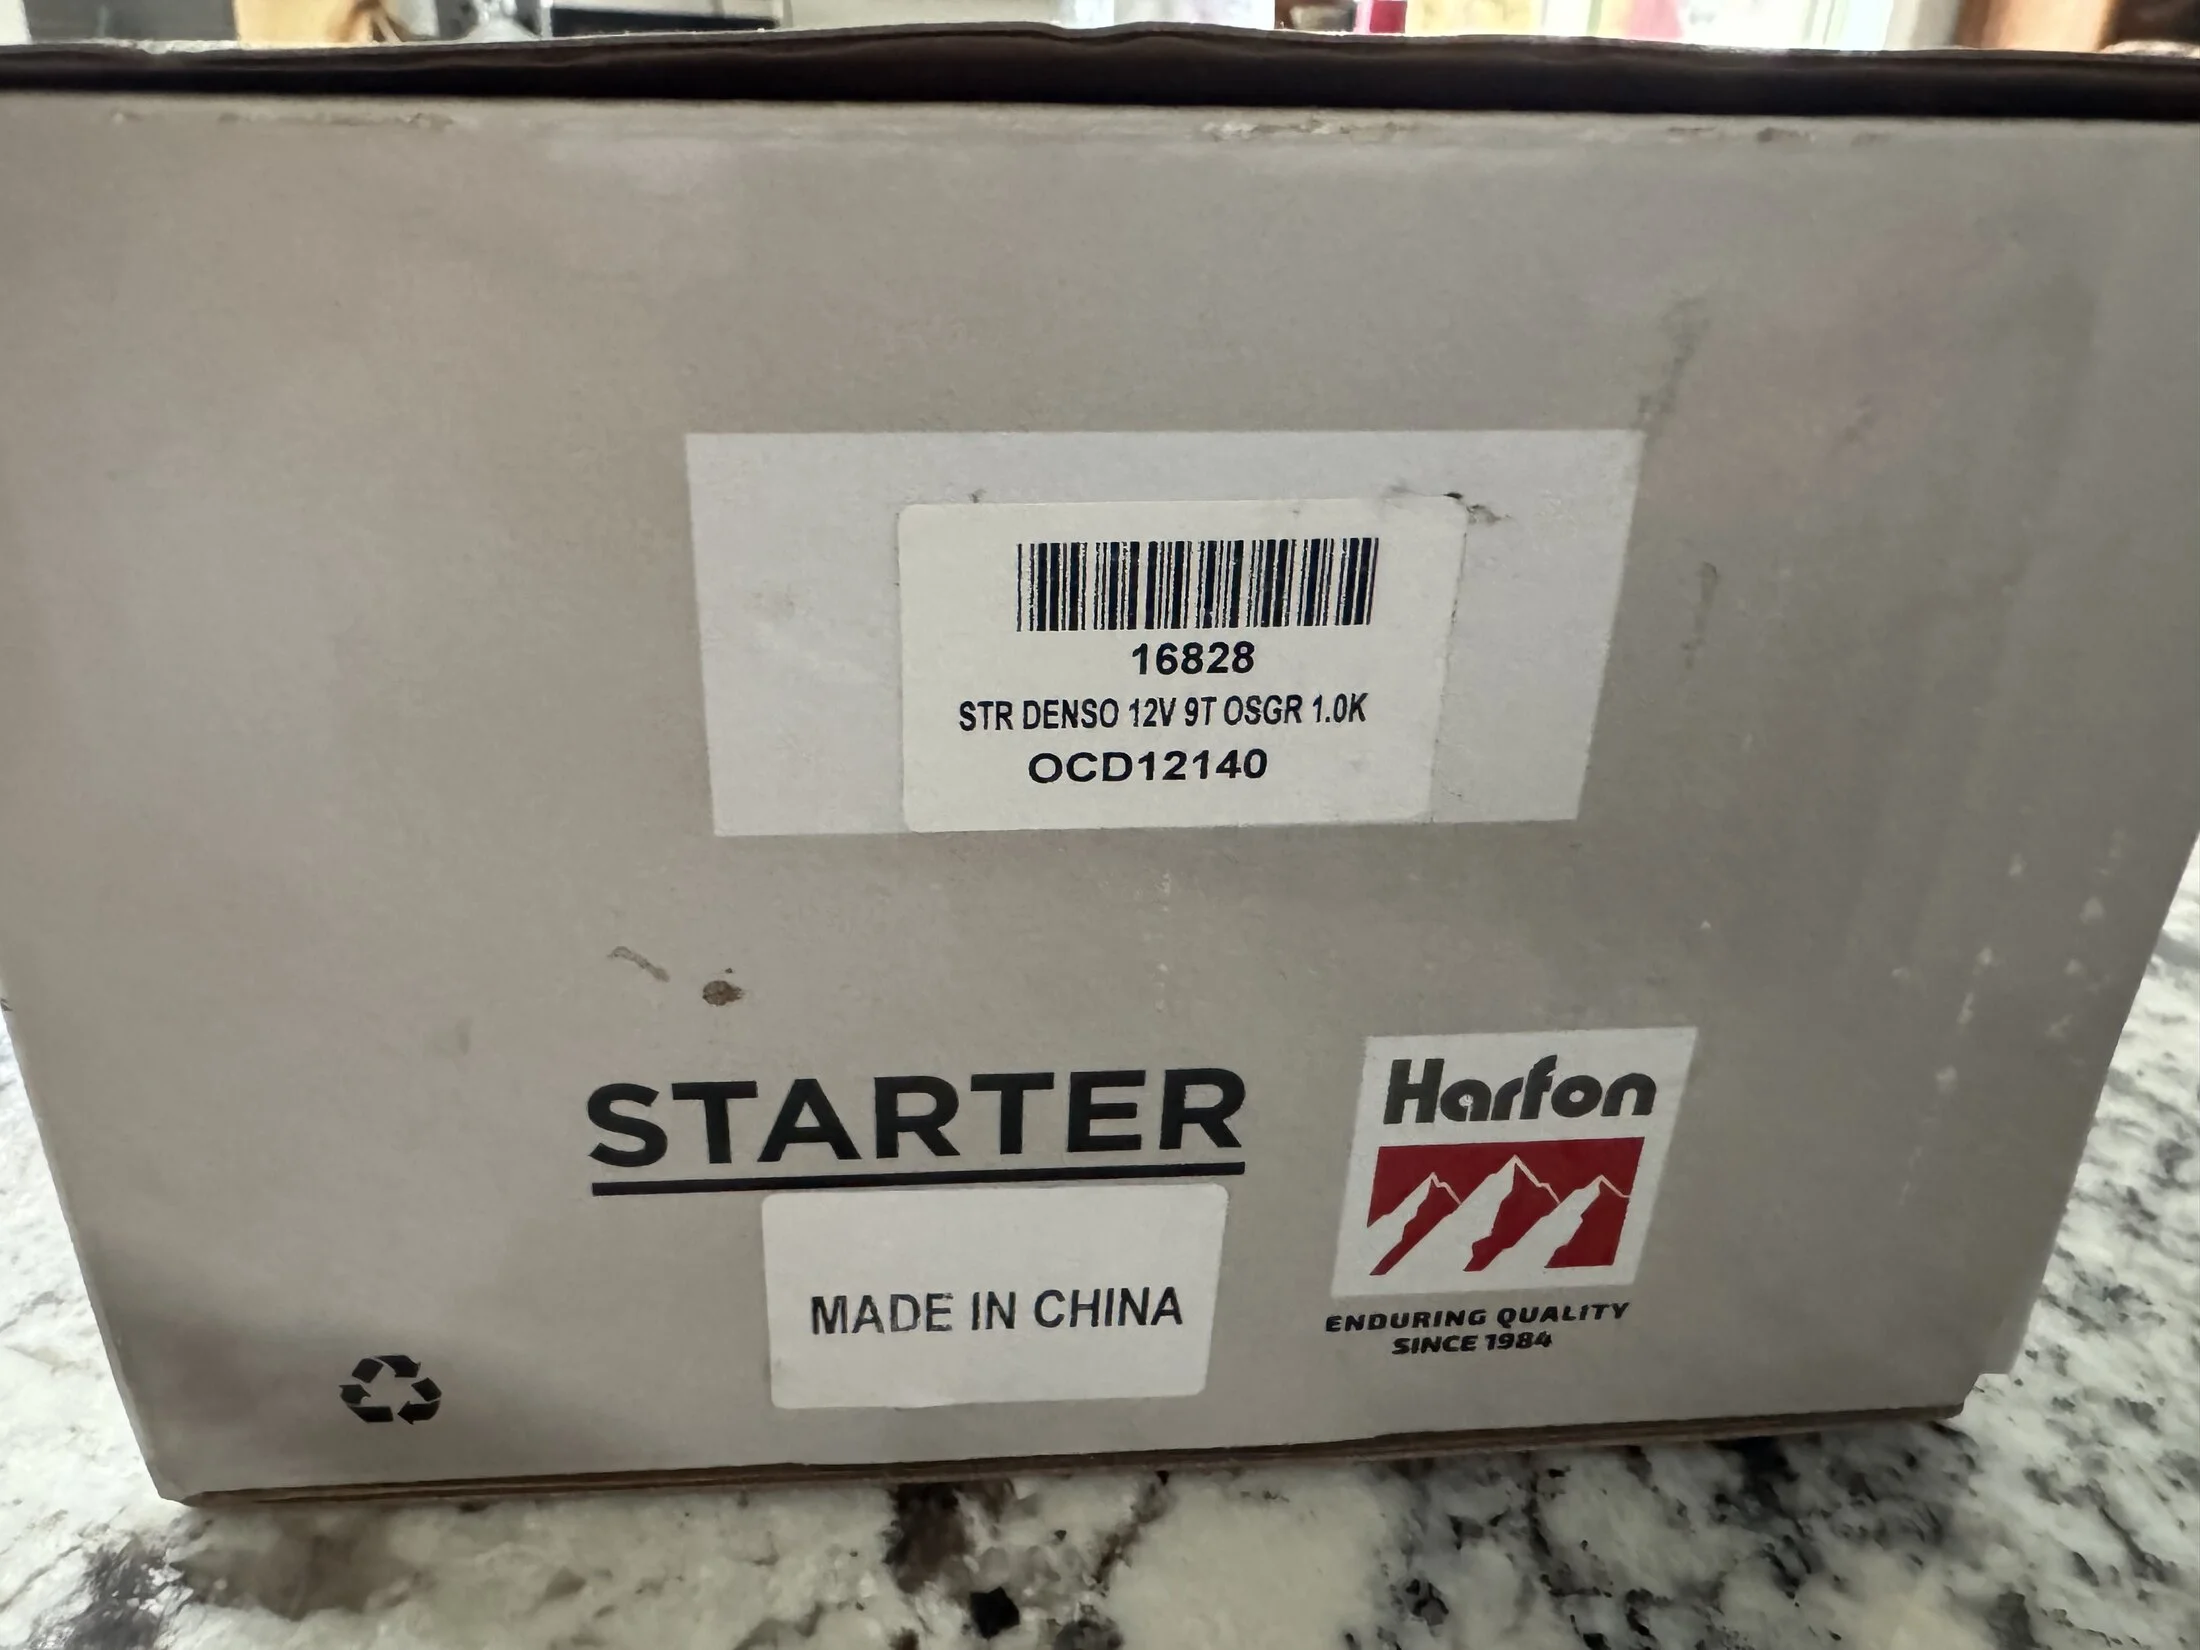 16828
STR DENSO 12V 9T OSGR 1.0K
OCD12140
STARTER
Harfon
MADE IN CHINA
ENDURING QUALITY
SINCE 1984